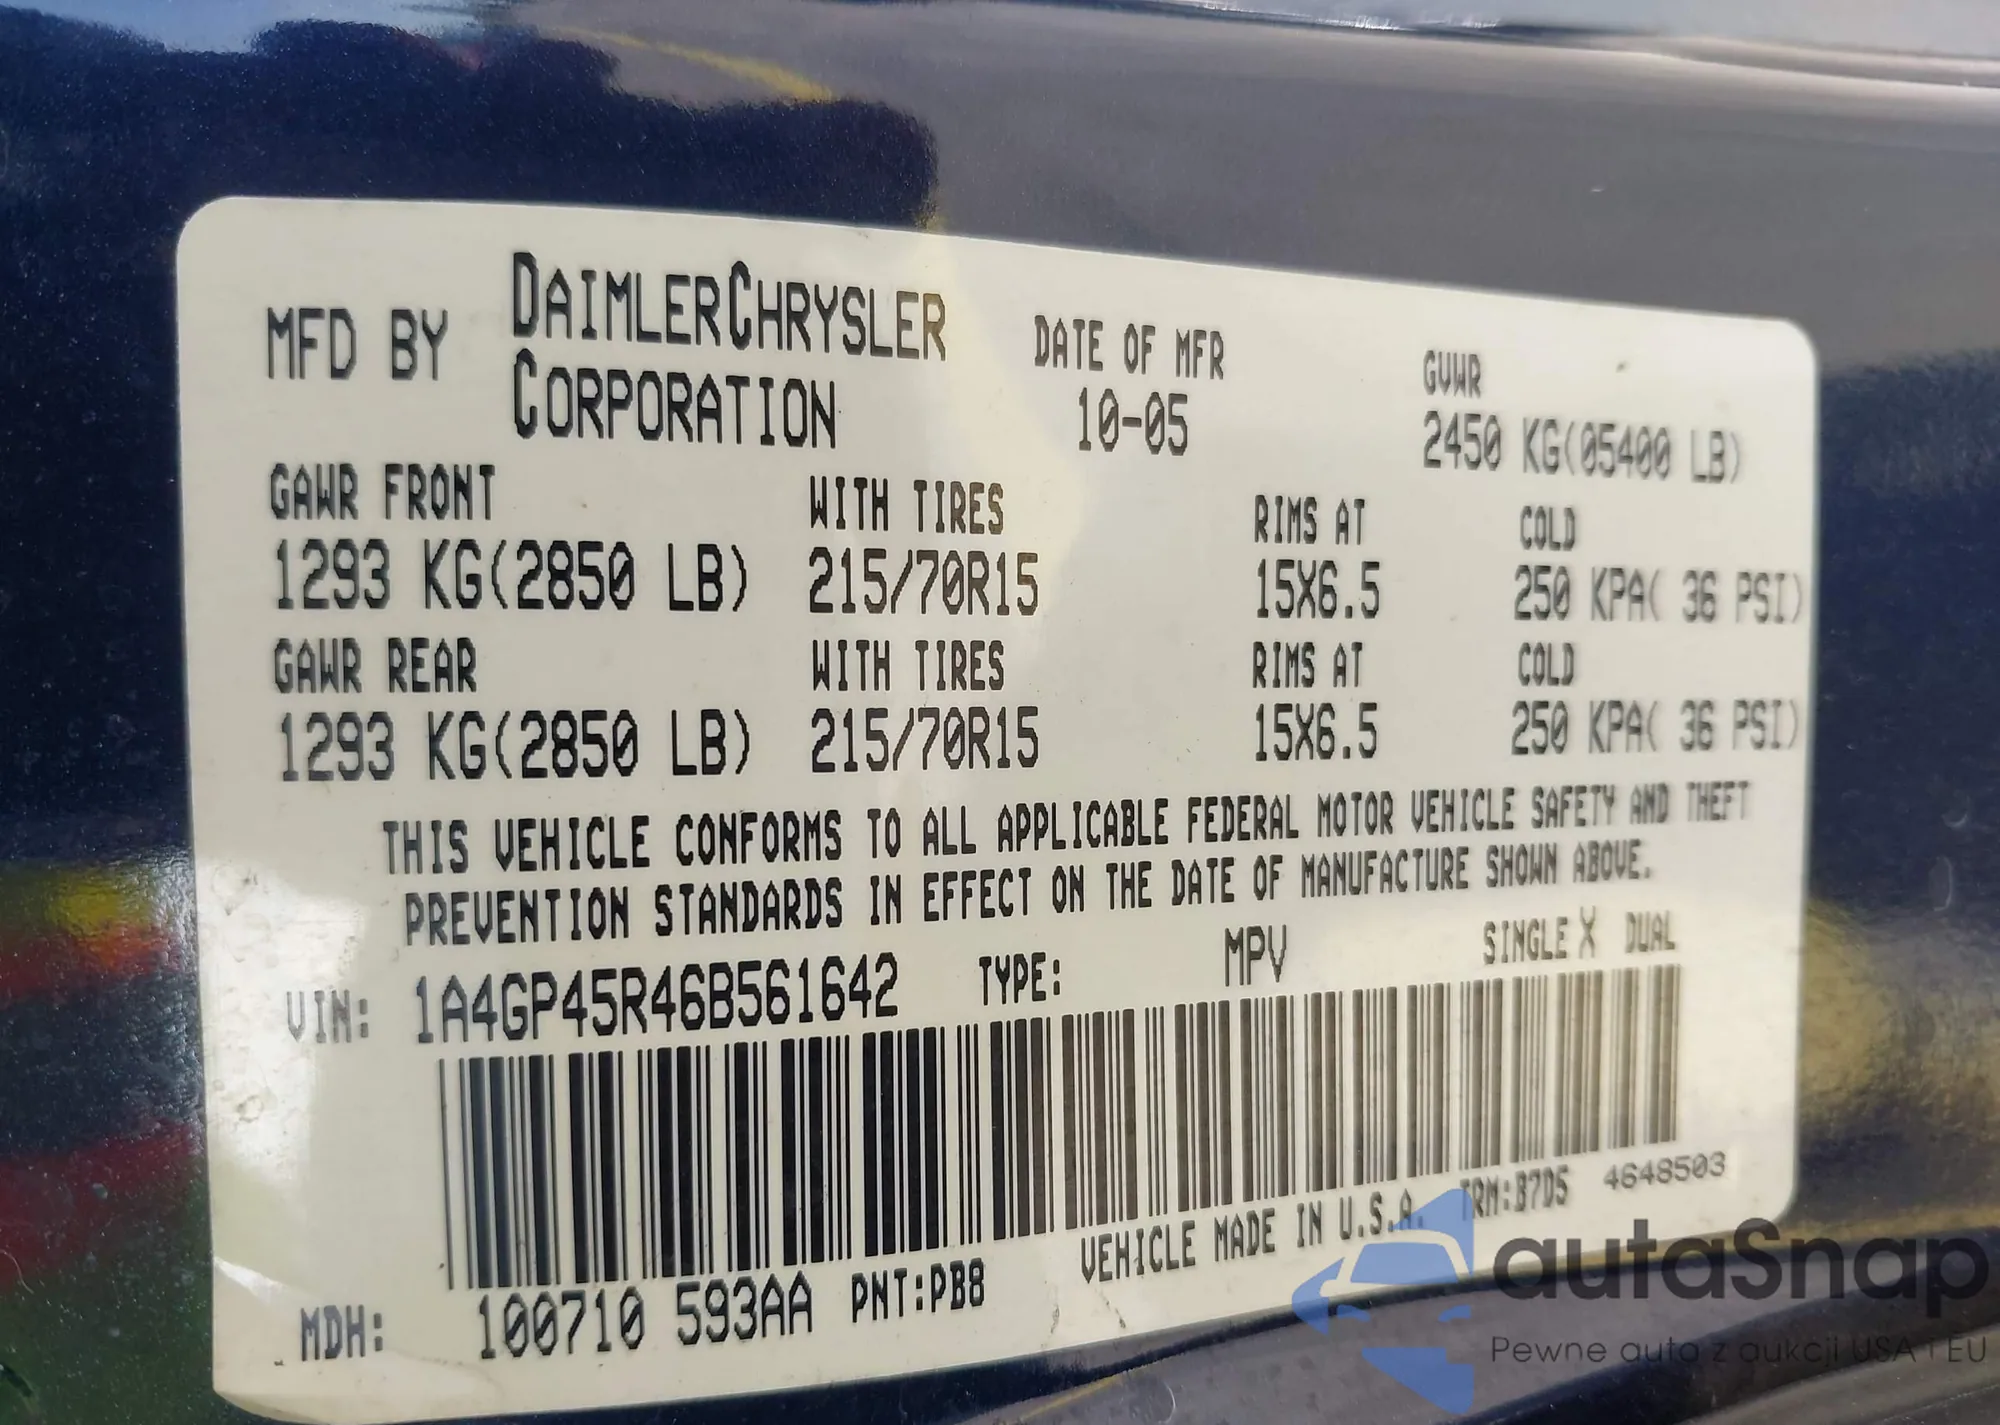 MFD BY DAIMLERCHRYSLER CORPORATION
DATE OF MFR
10-05
GVWR
2450 KG(05400 LB)
GAWR FRONT WITH TIRES RIMS AT COLD
1293 KG(2850 LB) 215/70R15 15X6.5 250 KPA( 36 PSI)
GAWR REAR WITH TIRES RIMS AT COLD
1293 KG(2850 LB) 215/70R15 15X6.5 250 KPA( 36 PSI)
THIS VEHICLE CONFORMS TO ALL APPLICABLE FEDERAL MOTOR VEHICLE SAFETY AND THEFT
PREVENTION STANDARDS IN EFFECT ON THE DATE OF MANUFACTURE SHOWN ABOVE.
VIN: 1A4GP45R46B561642 TYPE: MPV SINGLE X DUAL
MDH: 100710 593AA PNT:PB8 VEHICLE MADE IN U.S.A. TRM:B7D5 4648503
autaSnap
Pewne auta z aukcji USA i EU